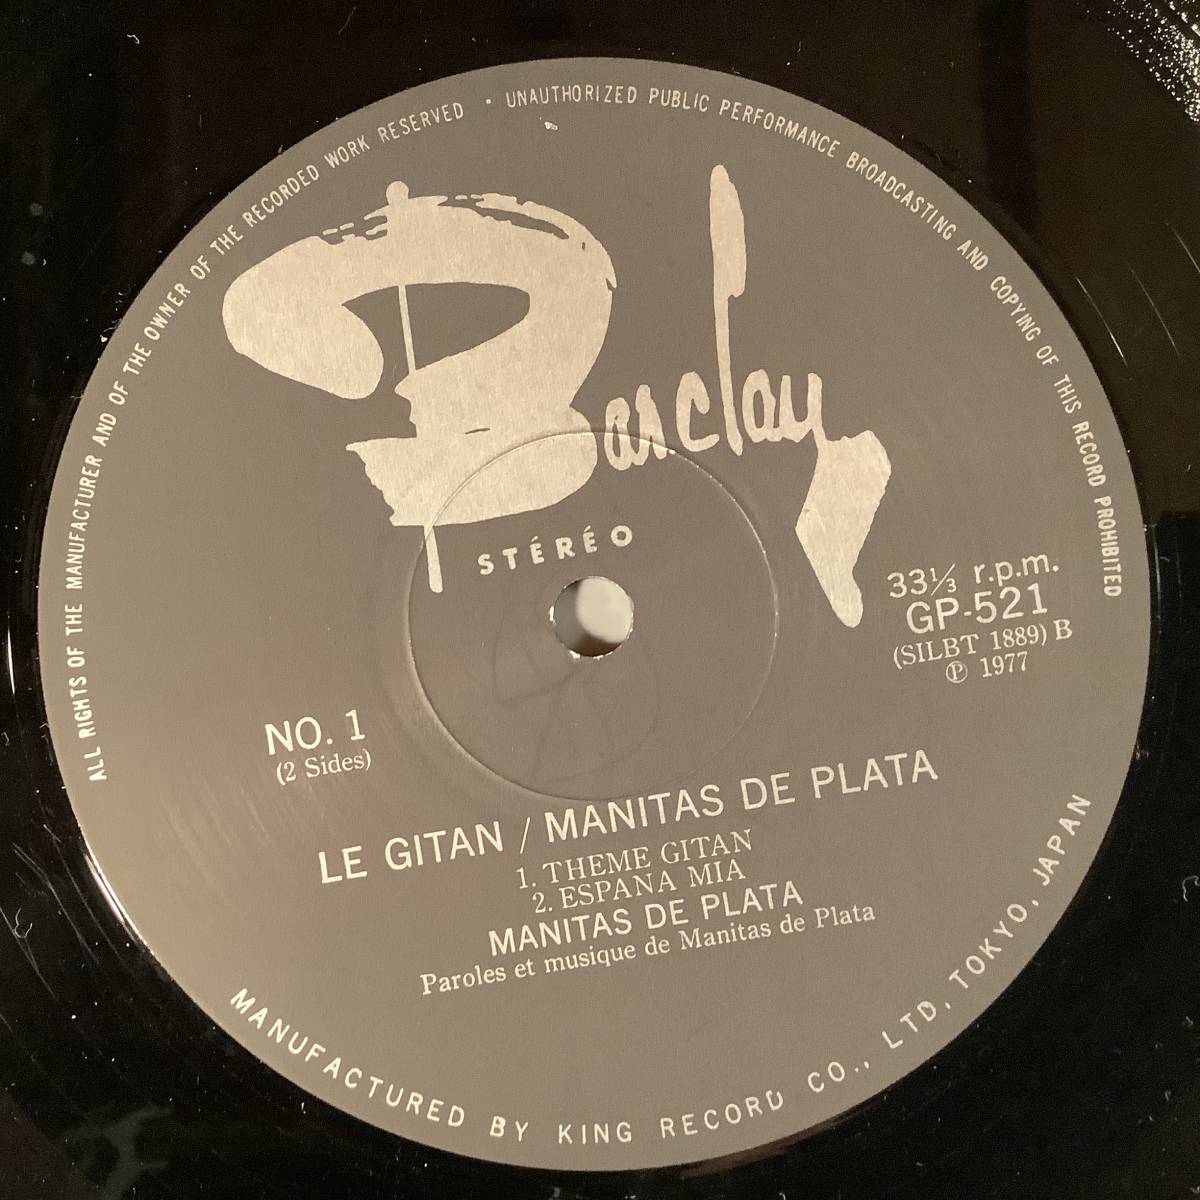 ALL RIGHTS OF THE MANUFACTURER AND OF THE OWNER OF THE RECORDED WORK RESERVED · UNAUTHORIZED PUBLIC PERFORMANCE BROADCASTING AND COPYING OF THIS RECORD PROHIBITED
Barclay
STÉRÉO
33⅓ r.p.m.
GP-521
(SILBT 1889) B
Ⓟ 1977
NO. 1
(2 Sides)
LE GITAN / MANITAS DE PLATA
1. THEME GITAN
2. ESPANA MIA
MANITAS DE PLATA
Paroles et musique de Manitas de Plata
MANUFACTURED BY KING RECORD CO., LTD. TOKYO, JAPAN